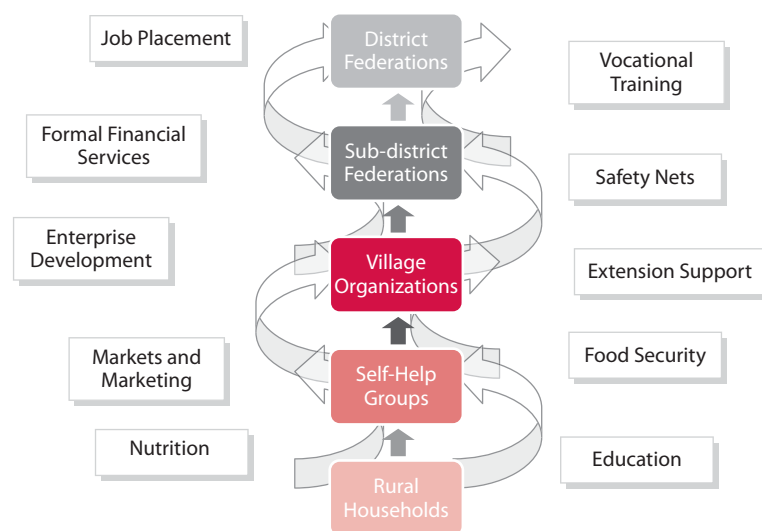 Job Placement
District
Federations
Vocational
Training
Formal Financial
Services
Sub-district
Federations
Safety Nets
Enterprise
Development
Village
Organizations
Extension Support
Markets and
Marketing
Self-Help
Groups
Food Security
Nutrition
Rural
Households
Education